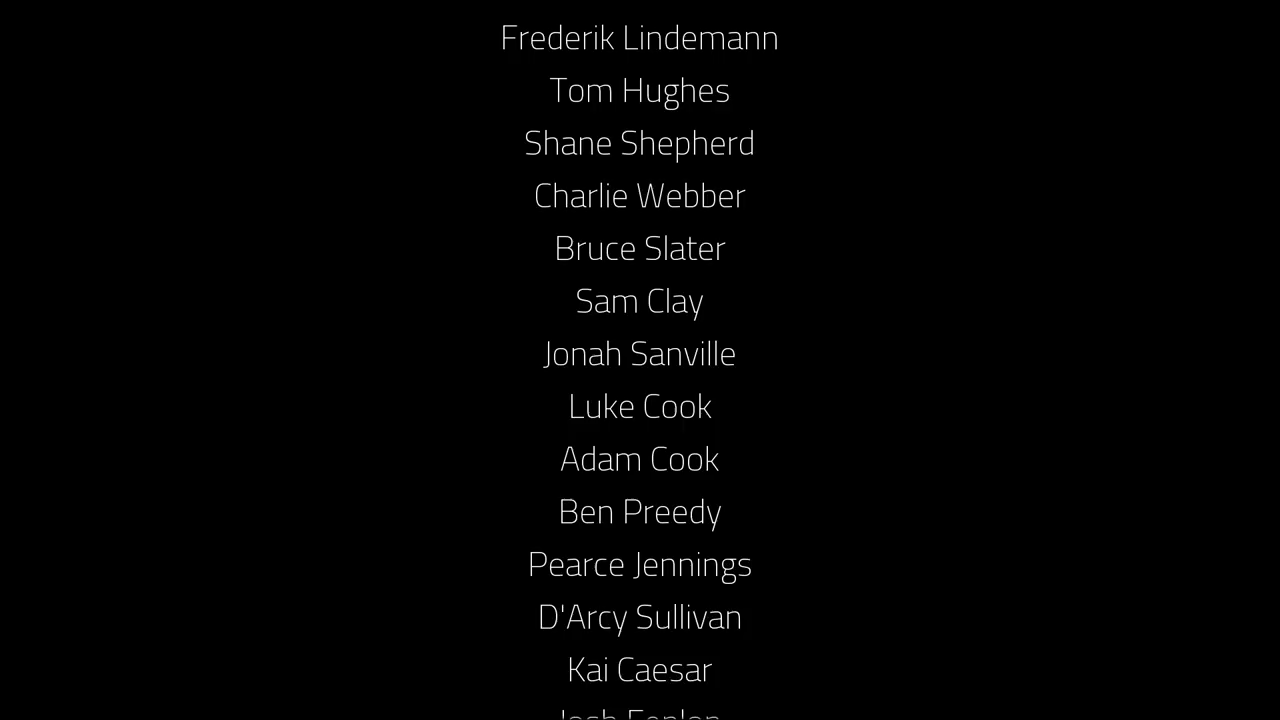 Frederik Lindemann
Tom Hughes
Shane Shepherd
Charlie Webber
Bruce Slater
Sam Clay
Jonah Sanville
Luke Cook
Adam Cook
Ben Preedy
Pearce Jennings
D'Arcy Sullivan
Kai Caesar
Josh